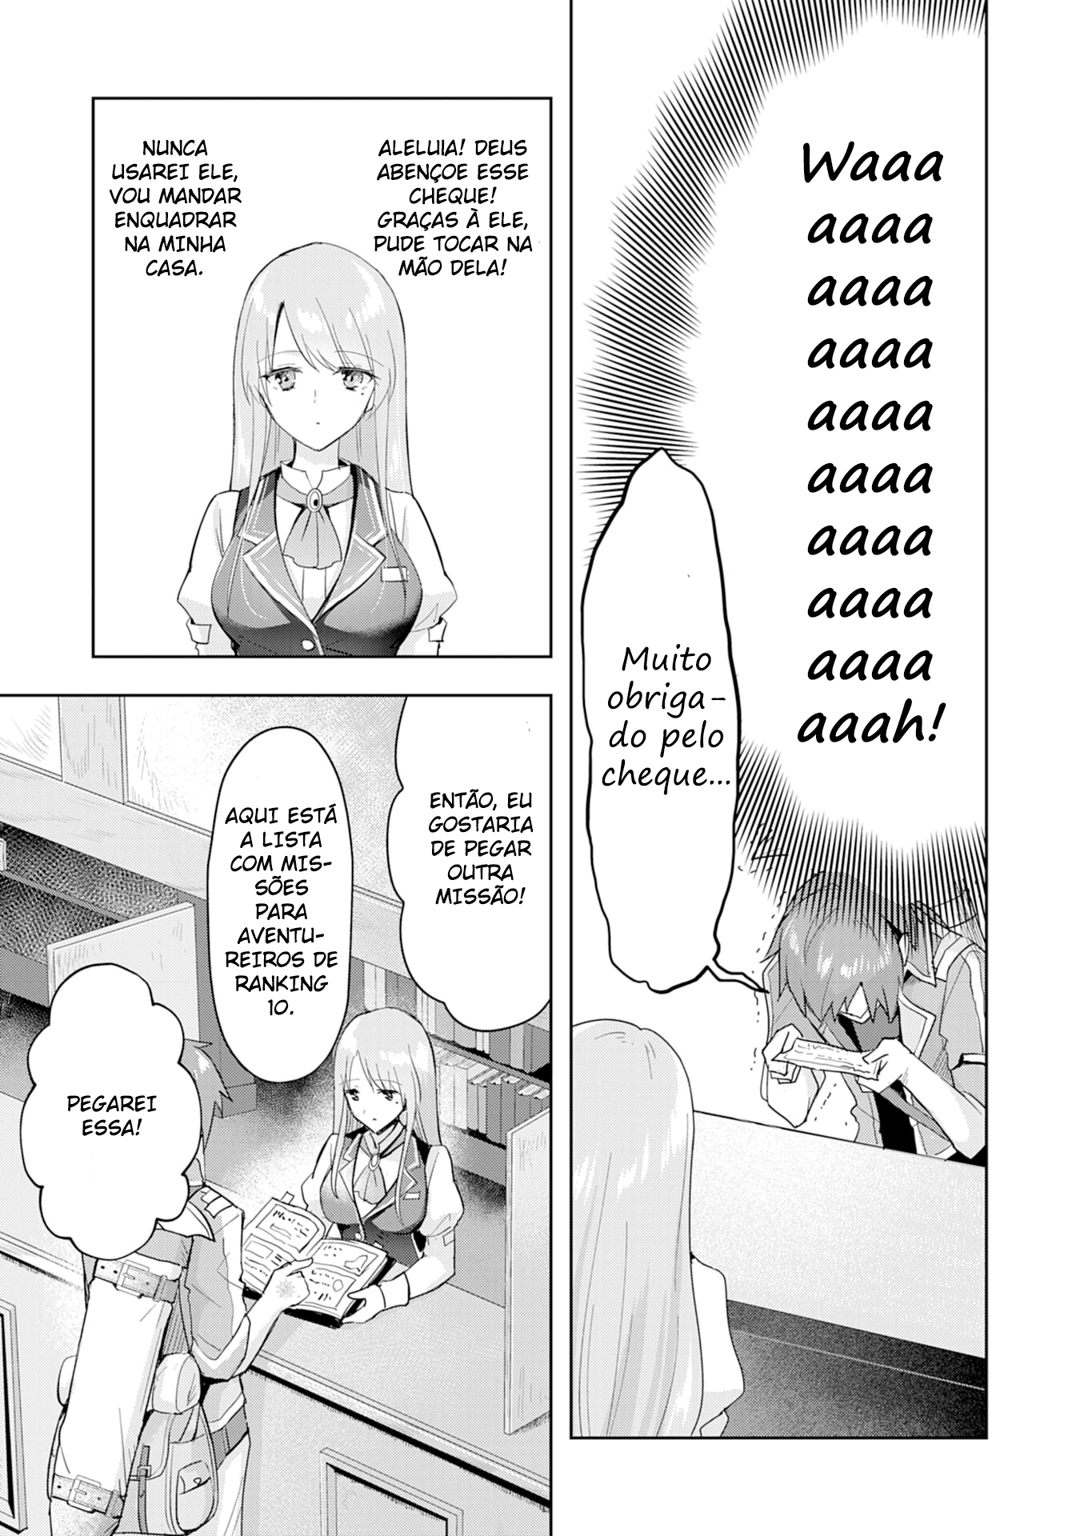 Waaa
aaaa
aaaa
aaaa
aaaa
aaaa
aaaa
aaaa
aaaa
aaah!
Muito
obriga-
do pelo
cheque...
ALELUIA! DEUS
ABENÇOE ESSE
CHEQUE!
GRAÇAS À ELE,
PUDE TOCAR NA
MÃO DELA!
NUNCA
USAREI ELE,
VOU MANDAR
ENQUADRAR
NA MINHA
CASA.
ENTÃO, EU
GOSTARIA
DE PEGAR
OUTRA
MISSÃO!
AQUI ESTÁ
A LISTA
COM MIS-
SÕES
PARA
AVENTU-
REIROS DE
RANKING
10.
PEGAREI
ESSA!